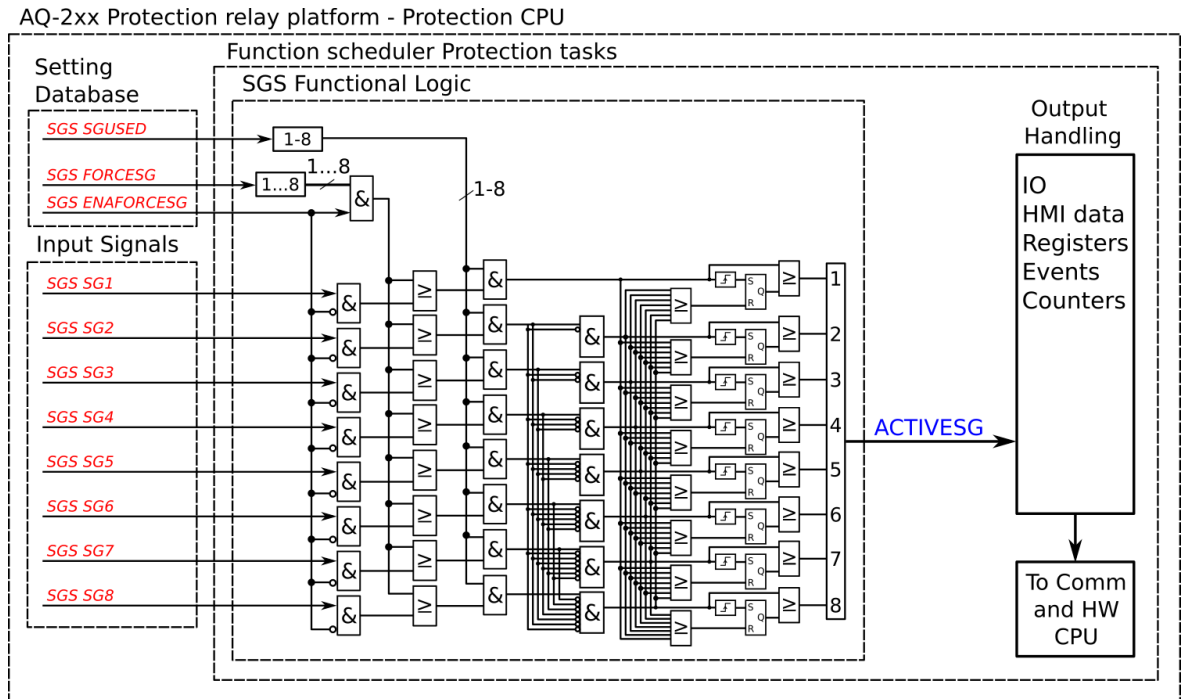 AQ-2xx Protection relay platform - Protection CPU
Function scheduler Protection tasks
Setting
Database
SGS Functional Logic
SGS SGUSED
1-8
SGS FORCESG
1...8
1...8
&
1-8
SGS ENAFORCESG
Output
Handling
IO
HMI data
Registers
Events
Counters
Input Signals
SGS SG1
& ≥ & ≥ S R Q ≥ 1
SGS SG2
& ≥ & & ≥ S R Q ≥ 2
SGS SG3
& ≥ & & ≥ S R Q ≥ 3
SGS SG4
& ≥ & & ≥ S R Q ≥ 4
ACTIVESG
SGS SG5
& ≥ & & ≥ S R Q ≥ 5
SGS SG6
& ≥ & & ≥ S R Q ≥ 6
SGS SG7
& ≥ & & ≥ S R Q ≥ 7
SGS SG8
& ≥ & & ≥ S R Q ≥ 8
To Comm
and HW
CPU